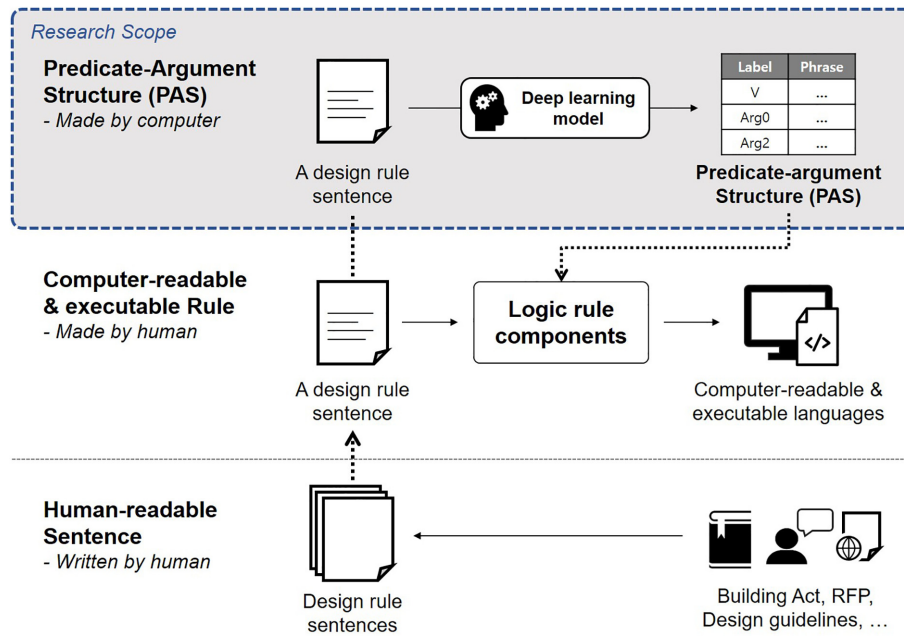 Research Scope
Predicate-Argument
Structure (PAS)
- Made by computer
A design rule
sentence
Deep learning
model
Label Phrase
V ...
Arg0 ...
Arg2 ...
Predicate-argument
Structure (PAS)
Computer-readable
& executable Rule
- Made by human
A design rule
sentence
Logic rule
components
</>
Computer-readable &
executable languages
Human-readable
Sentence
- Written by human
Design rule
sentences
Building Act, RFP,
Design guidelines, ...